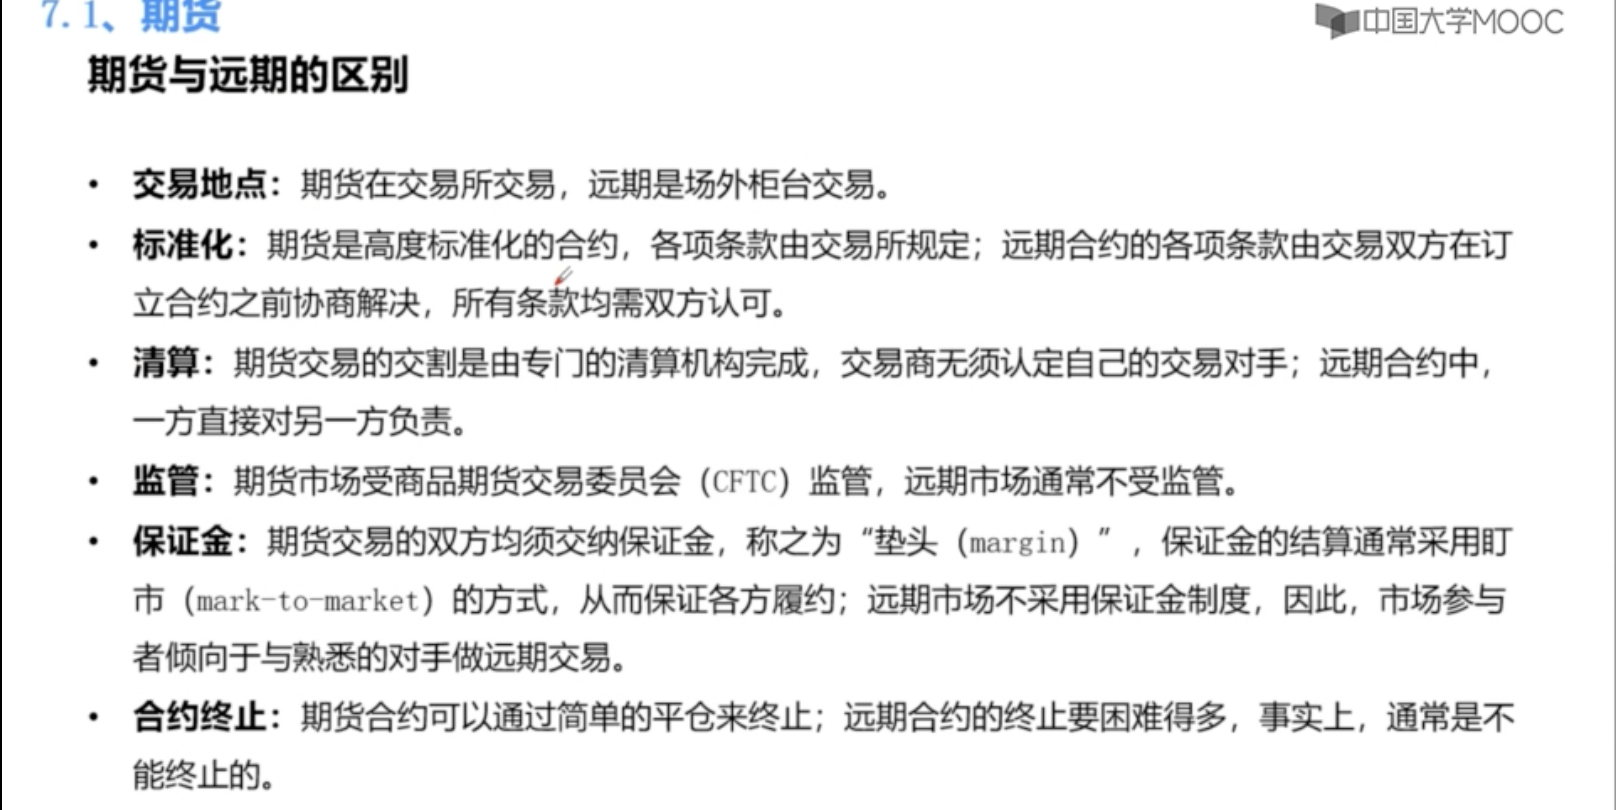 7.1、期货
中国大学MOOC
期货与远期的区别
• 交易地点：期货在交易所交易，远期是场外柜台交易。
• 标准化：期货是高度标准化的合约，各项条款由交易所规定；远期合约的各项条款由交易双方在订
立合约之前协商解决，所有条款均需双方认可。
• 清算：期货交易的交割是由专门的清算机构完成，交易商无须认定自己的交易对手；远期合约中，
一方直接对另一方负责。
• 监管：期货市场受商品期货交易委员会（CFTC）监管，远期市场通常不受监管。
• 保证金：期货交易的双方均须交纳保证金，称之为“垫头（margin）”，保证金的结算通常采用盯
市（mark-to-market）的方式，从而保证各方履约；远期市场不采用保证金制度，因此，市场参与
者倾向于与熟悉的对手做远期交易。
• 合约终止：期货合约可以通过简单的平仓来终止；远期合约的终止要困难得多，事实上，通常是不
能终止的。